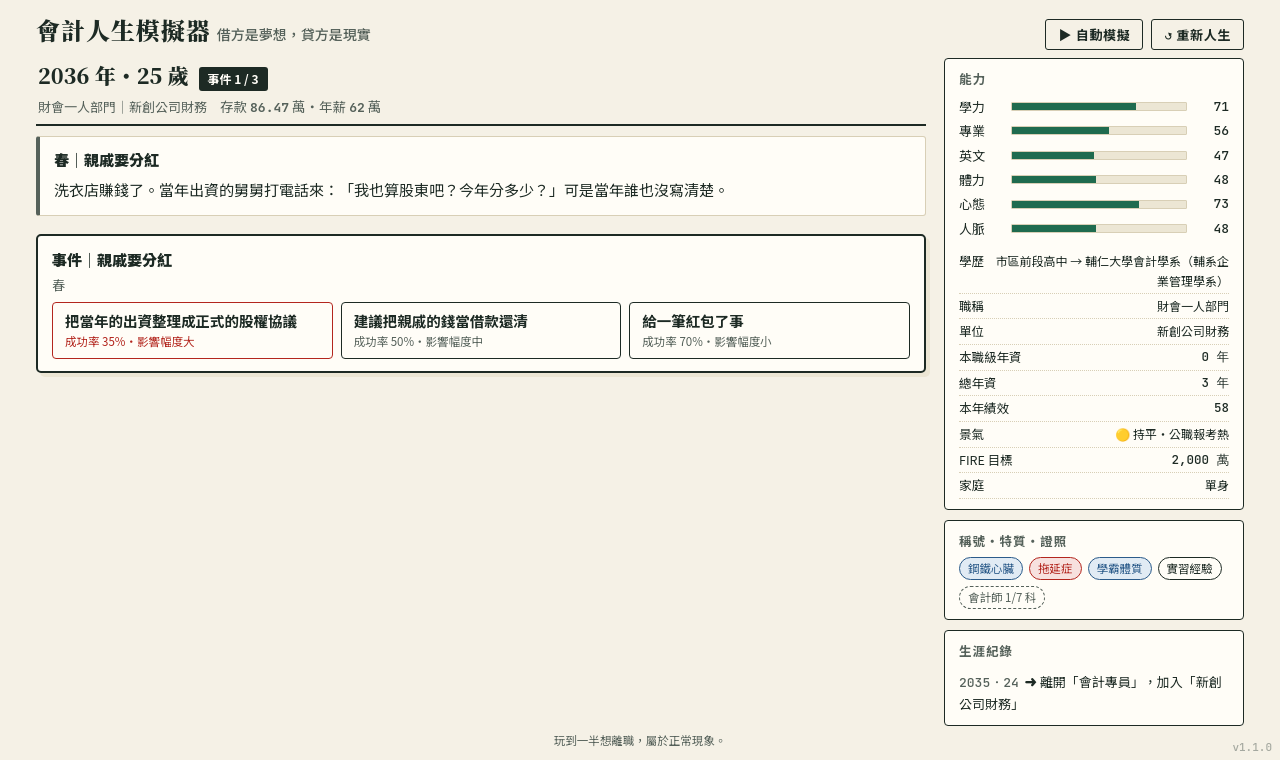 會計人生模擬器 借方是夢想，貸方是現實
▶ 自動模擬
↺ 重新人生
2036 年・25 歲 事件 1 / 3
財會一人部門｜新創公司財務 存款 86.47 萬・年薪 62 萬
春｜親戚要分紅
洗衣店賺錢了。當年出資的舅舅打電話來：「我也算股東吧？今年分多少？」可是當年誰也沒寫清楚。
事件｜親戚要分紅
春
把當年的出資整理成正式的股權協議
成功率 35%・影響幅度大
建議把親戚的錢當借款還清
成功率 50%・影響幅度中
給一筆紅包了事
成功率 70%・影響幅度小
能力
學力 71
專業 56
英文 47
體力 48
心態 73
人脈 48
學歷 市區前段高中 → 輔仁大學會計學系（輔系企
業管理學系）
職稱 財會一人部門
單位 新創公司財務
本職級年資 0 年
總年資 3 年
本年績效 58
景氣 🟡 持平・公職報考熱
FIRE 目標 2,000 萬
家庭 單身
稱號・特質・證照
鋼鐵心臟 拖延症 學霸體質 實習經驗
會計師 1/7 科
生涯紀錄
2035・24 ➜ 離開「會計專員」，加入「新創
公司財務」
玩到一半想離職，屬於正常現象。
v1.1.0